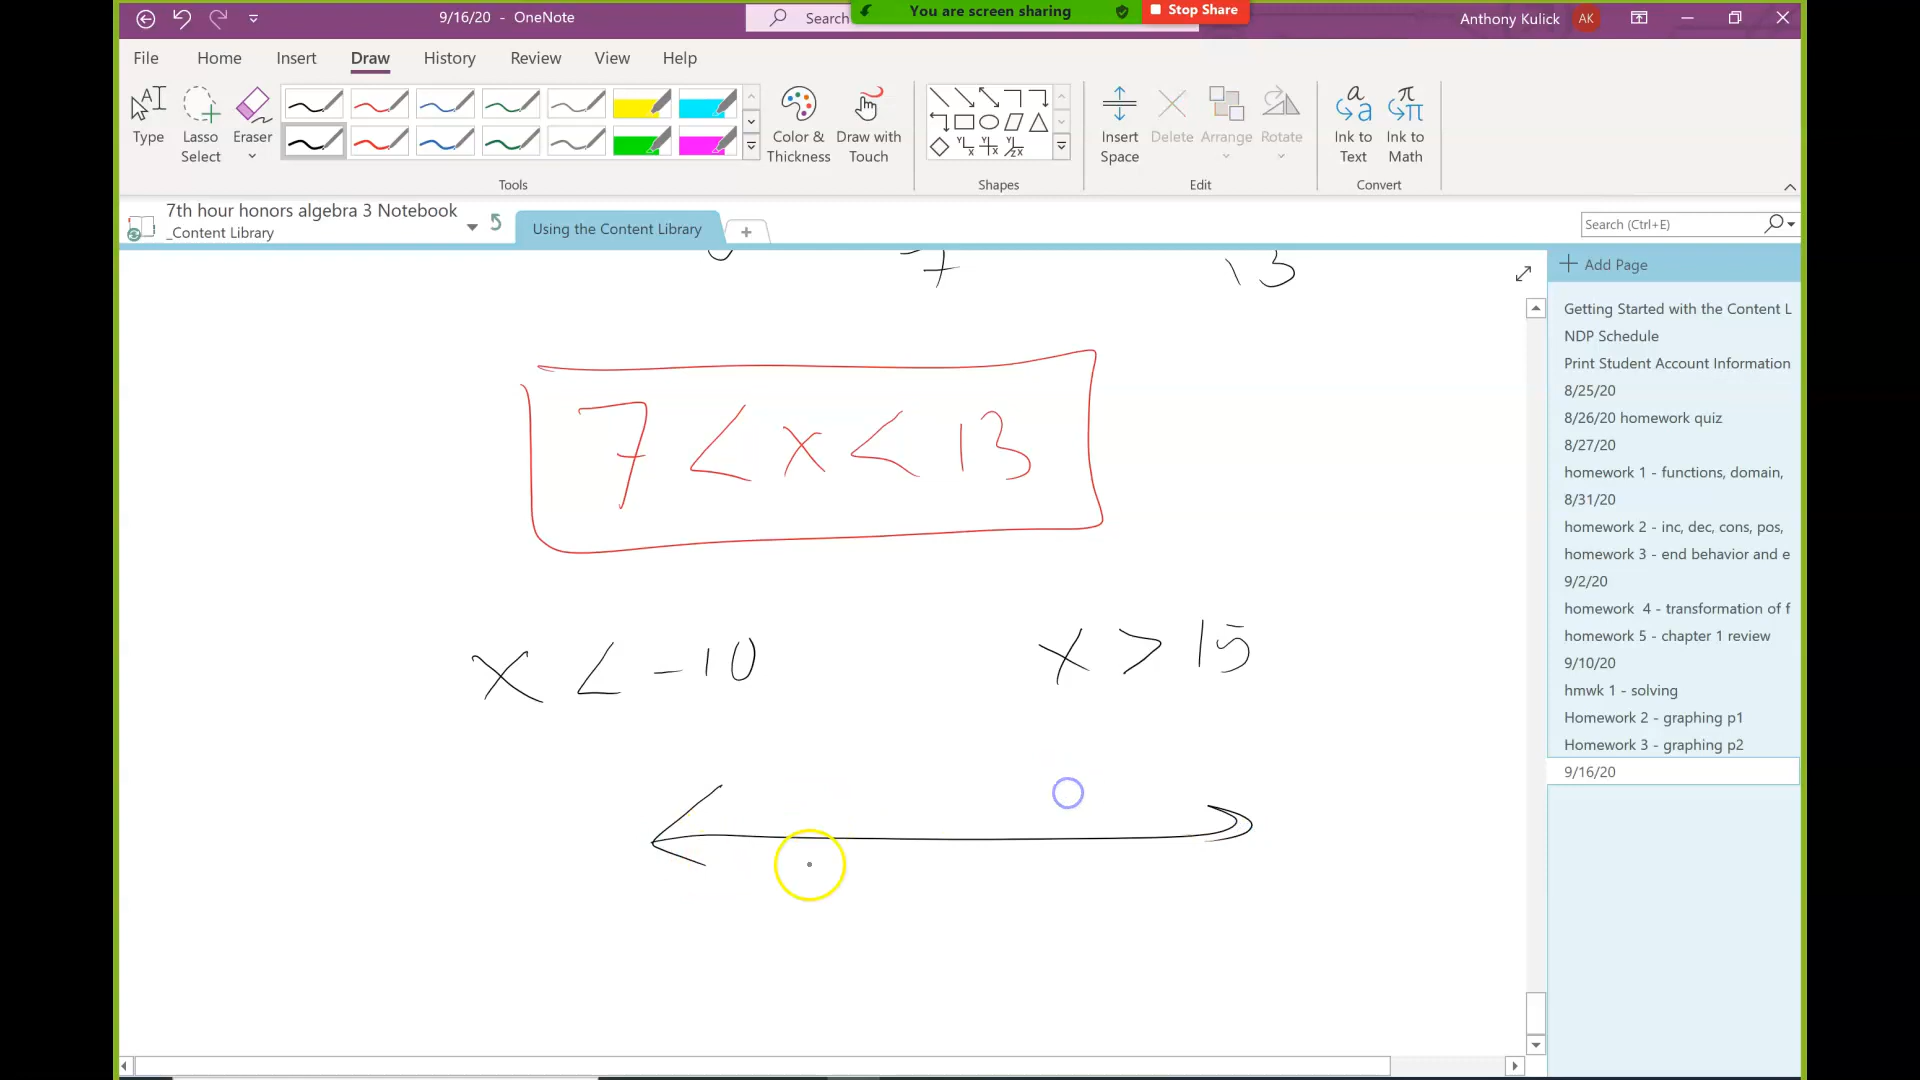 9/16/20 - OneNote
Search
You are screen sharing
Stop Share
Anthony Kulick
AK
File Home Insert Draw History Review View Help
Type
Lasso Select
Eraser
Color & Thickness
Draw with Touch
Insert Space
Delete
Arrange
Rotate
Ink to Text
Ink to Math
Tools
Shapes
Edit
Convert
7th hour honors algebra 3 Notebook
_Content Library
Using the Content Library
Search (Ctrl+E)
Add Page
Getting Started with the Content L
NDP Schedule
Print Student Account Information
8/25/20
8/26/20 homework quiz
8/27/20
homework 1 - functions, domain,
8/31/20
homework 2 - inc, dec, cons, pos,
homework 3 - end behavior and e
9/2/20
homework 4 - transformation of f
homework 5 - chapter 1 review
9/10/20
hmwk 1 - solving
Homework 2 - graphing p1
Homework 3 - graphing p2
9/16/20
7 13
7 < x < 13
x < -10 x > 15